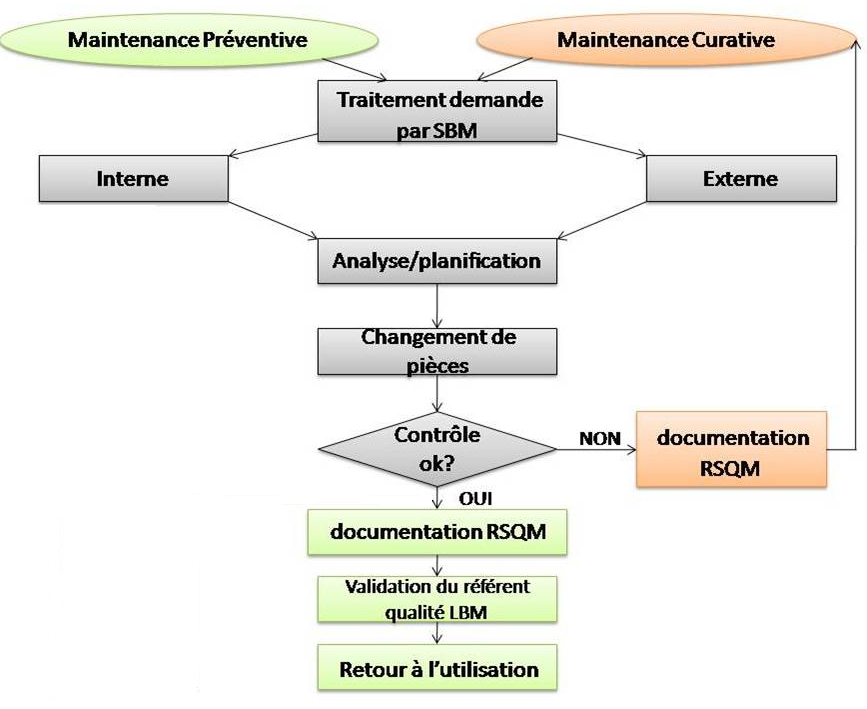 Maintenance Préventive
Maintenance Curative
Traitement demande
par SBM
Interne
Externe
Analyse/planification
Changement de
pièces
Contrôle
ok?
NON
documentation
RSQM
OUI
documentation RSQM
Validation du référent
qualité LBM
Retour à l'utilisation